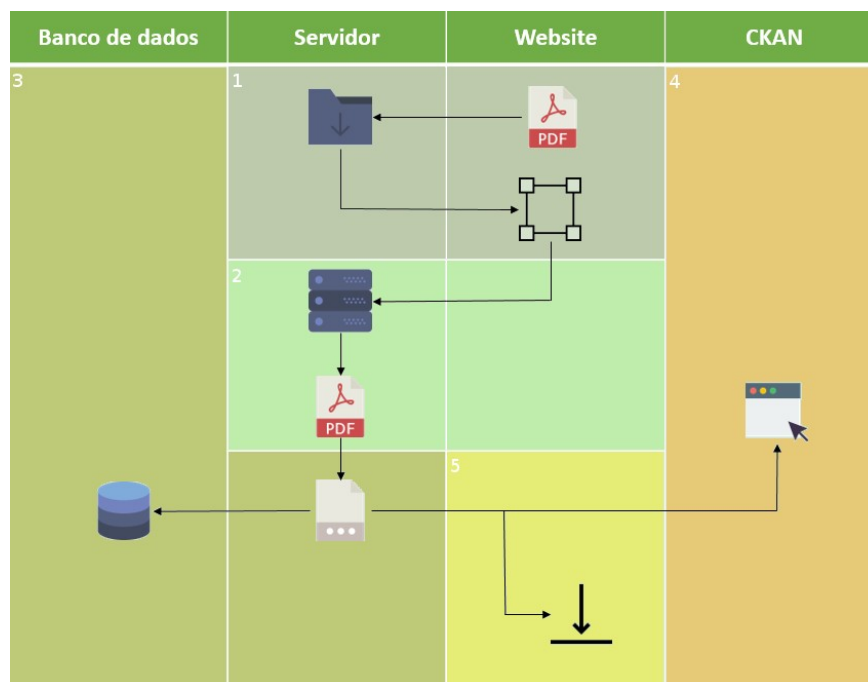 Banco de dados
Servidor
Website
CKAN
3
1
4
PDF
2
PDF
5